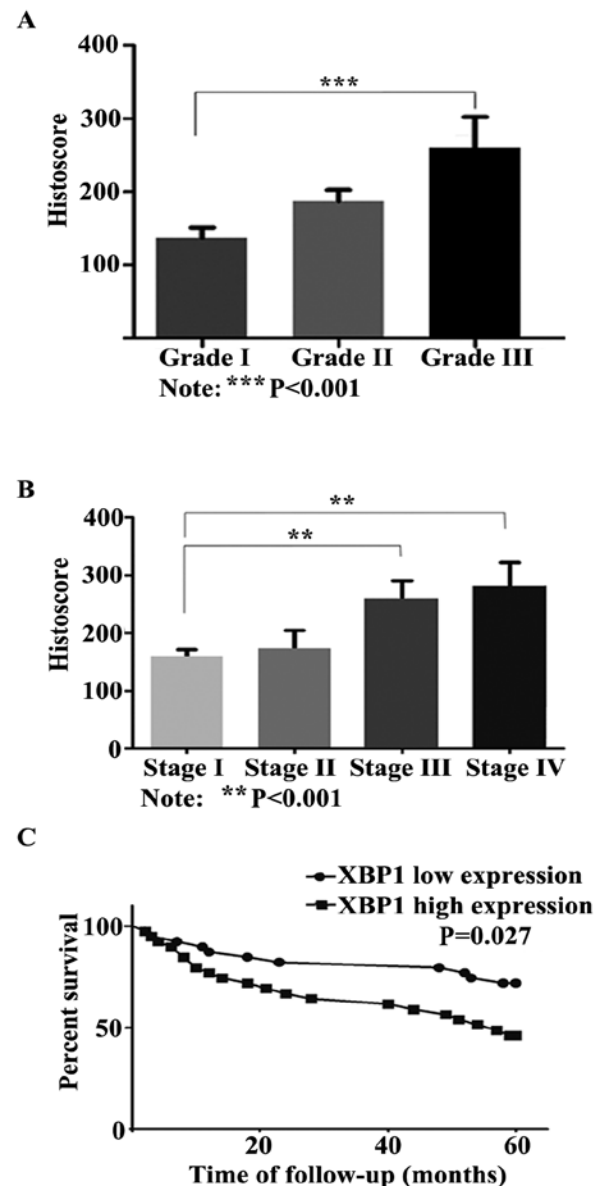 A
400
300
200
100
Histoscore
***
Grade I Grade II Grade III
Note: *** P<0.001
B
400
300
200
100
0
Histoscore
**
**
Stage I Stage II Stage III Stage IV
Note: ** P<0.001
C
XBP1 low expression
XBP1 high expression
P=0.027
100
50
0
Percent survival
20 40 60
Time of follow-up (months)